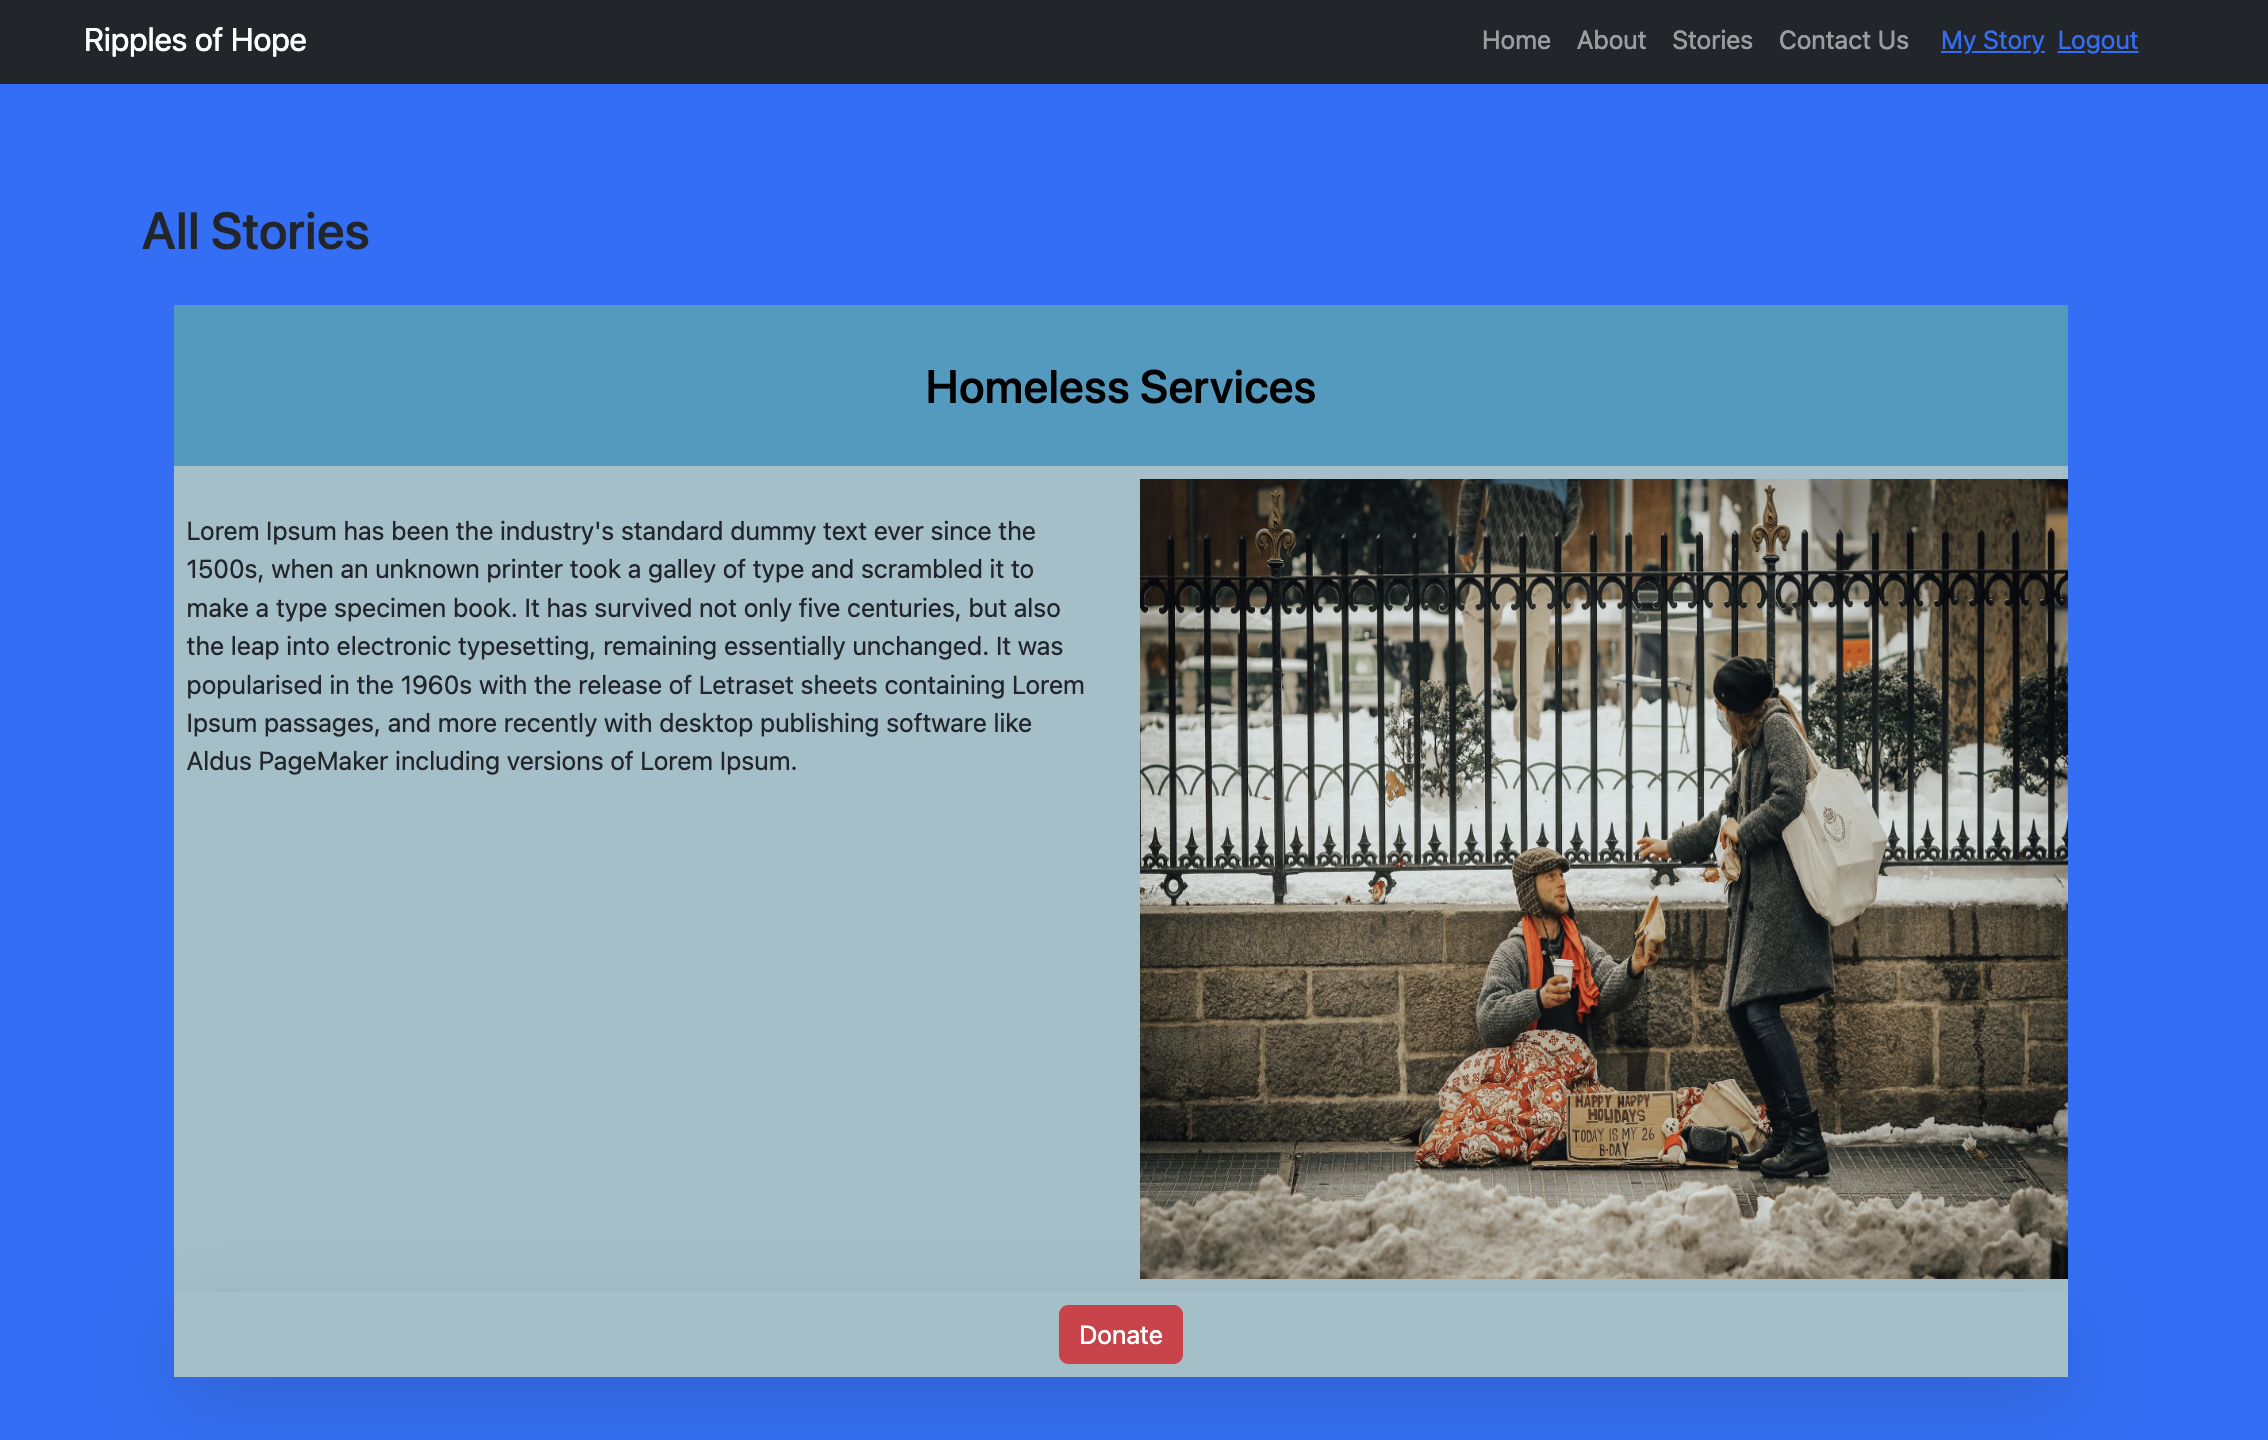 Ripples of Hope
Home About Stories Contact Us My Story Logout
All Stories
Homeless Services
Lorem Ipsum has been the industry's standard dummy text ever since the
1500s, when an unknown printer took a galley of type and scrambled it to
make a type specimen book. It has survived not only five centuries, but also
the leap into electronic typesetting, remaining essentially unchanged. It was
popularised in the 1960s with the release of Letraset sheets containing Lorem
Ipsum passages, and more recently with desktop publishing software like
Aldus PageMaker including versions of Lorem Ipsum.
HAPPY HAPPY
HOLIDAYS
TODAY IS MY 26
B-DAY
Donate